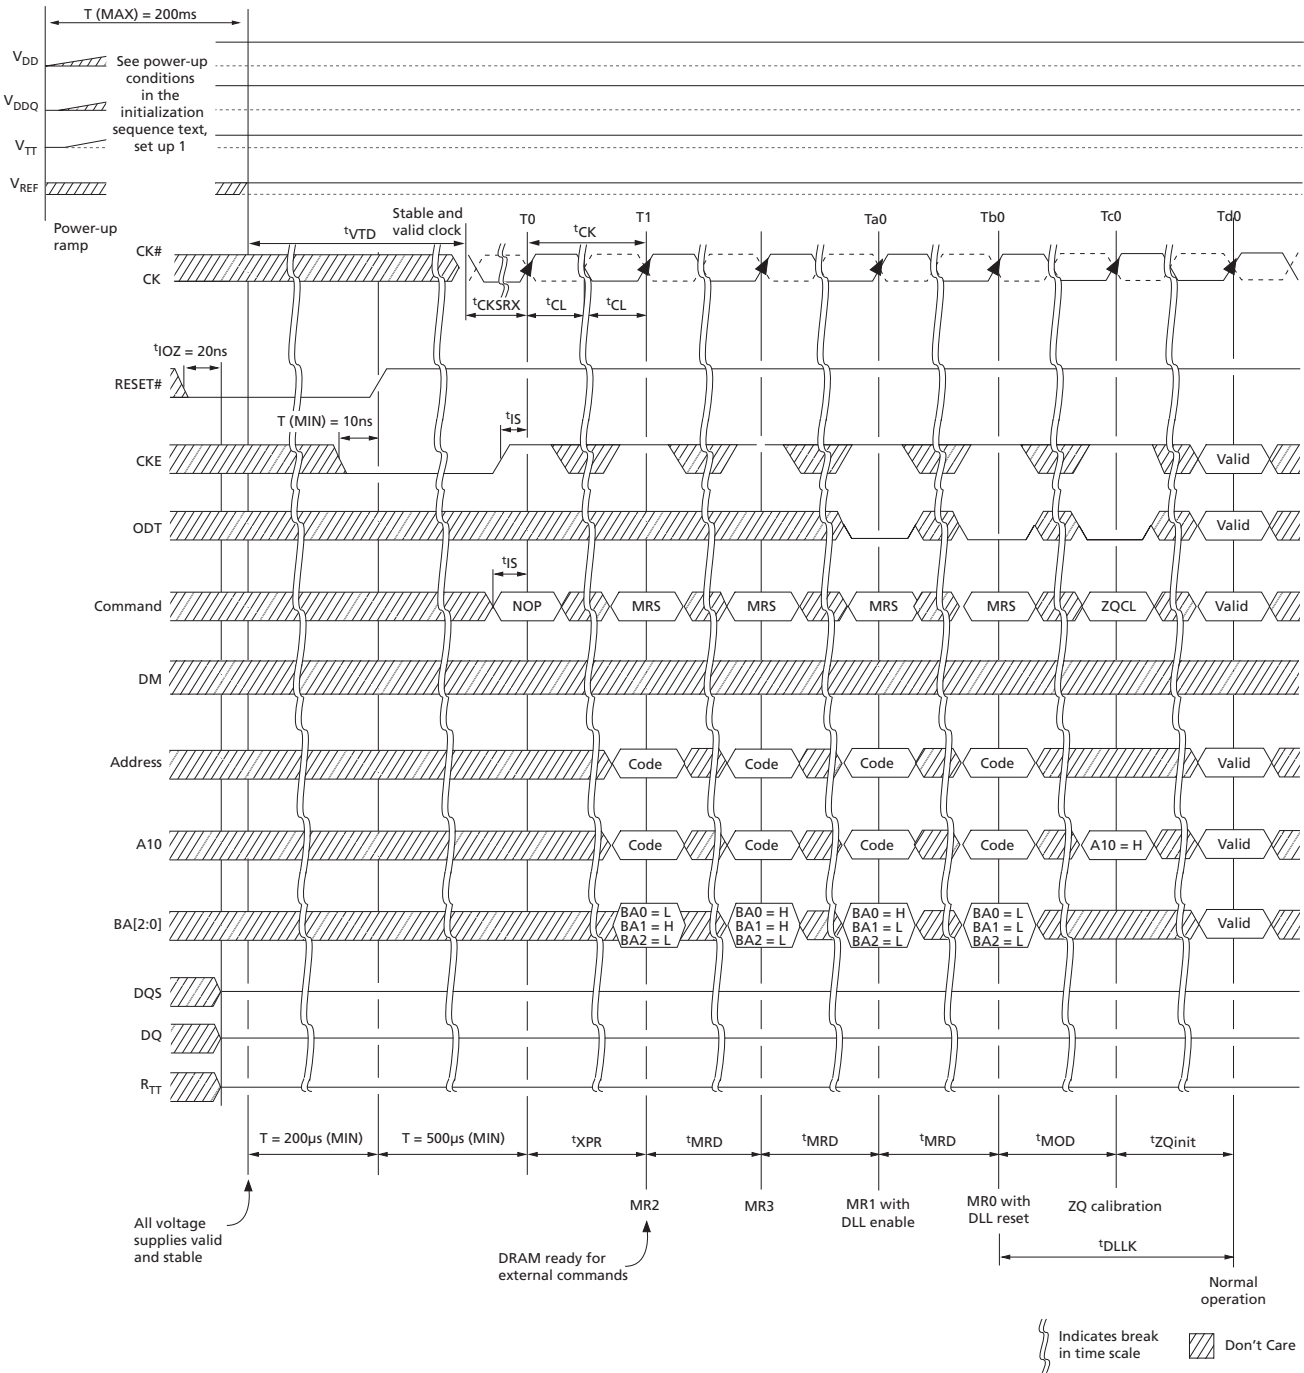 T (MAX) = 200ms
VDD
See power-up
conditions
in the
initialization
sequence text,
set up 1
VDDQ
VTT
VREF
Power-up
ramp
tVTD
Stable and
valid clock
T0
T1
Ta0
Tb0
Tc0
Td0
tCK
CK#
CK
tCKSRX
tCL
tCL
tIOZ = 20ns
RESET#
T (MIN) = 10ns
tIS
CKE
Valid
ODT
Valid
tIS
Command
NOP
MRS
MRS
MRS
MRS
ZQCL
Valid
DM
Address
Code
Code
Code
Code
Valid
A10
Code
Code
Code
Code
A10 = H
Valid
BA[2:0]
BA0 = L
BA1 = H
BA2 = L
BA0 = H
BA1 = H
BA2 = L
BA0 = H
BA1 = L
BA2 = L
BA0 = L
BA1 = L
BA2 = L
Valid
DQS
DQ
RTT
T = 200µs (MIN)
T = 500µs (MIN)
tXPR
tMRD
tMRD
tMRD
tMOD
tZQinit
All voltage
supplies valid
and stable
MR2
MR3
MR1 with
DLL enable
MR0 with
DLL reset
ZQ calibration
DRAM ready for
external commands
tDLLK
Normal
operation
Indicates break
in time scale
Don't Care